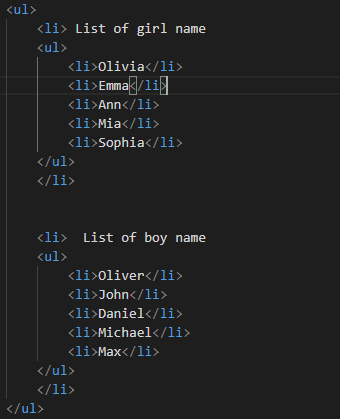 <ul>
<li> List of girl name
<ul>
<li>Olivia</li>
<li>Emma</li>
<li>Ann</li>
<li>Mia</li>
<li>Sophia</li>
</ul>
</li>
<li>  List of boy name
<ul>
<li>Oliver</li>
<li>John</li>
<li>Daniel</li>
<li>Michael</li>
<li>Max</li>
</ul>
</li>
</ul>